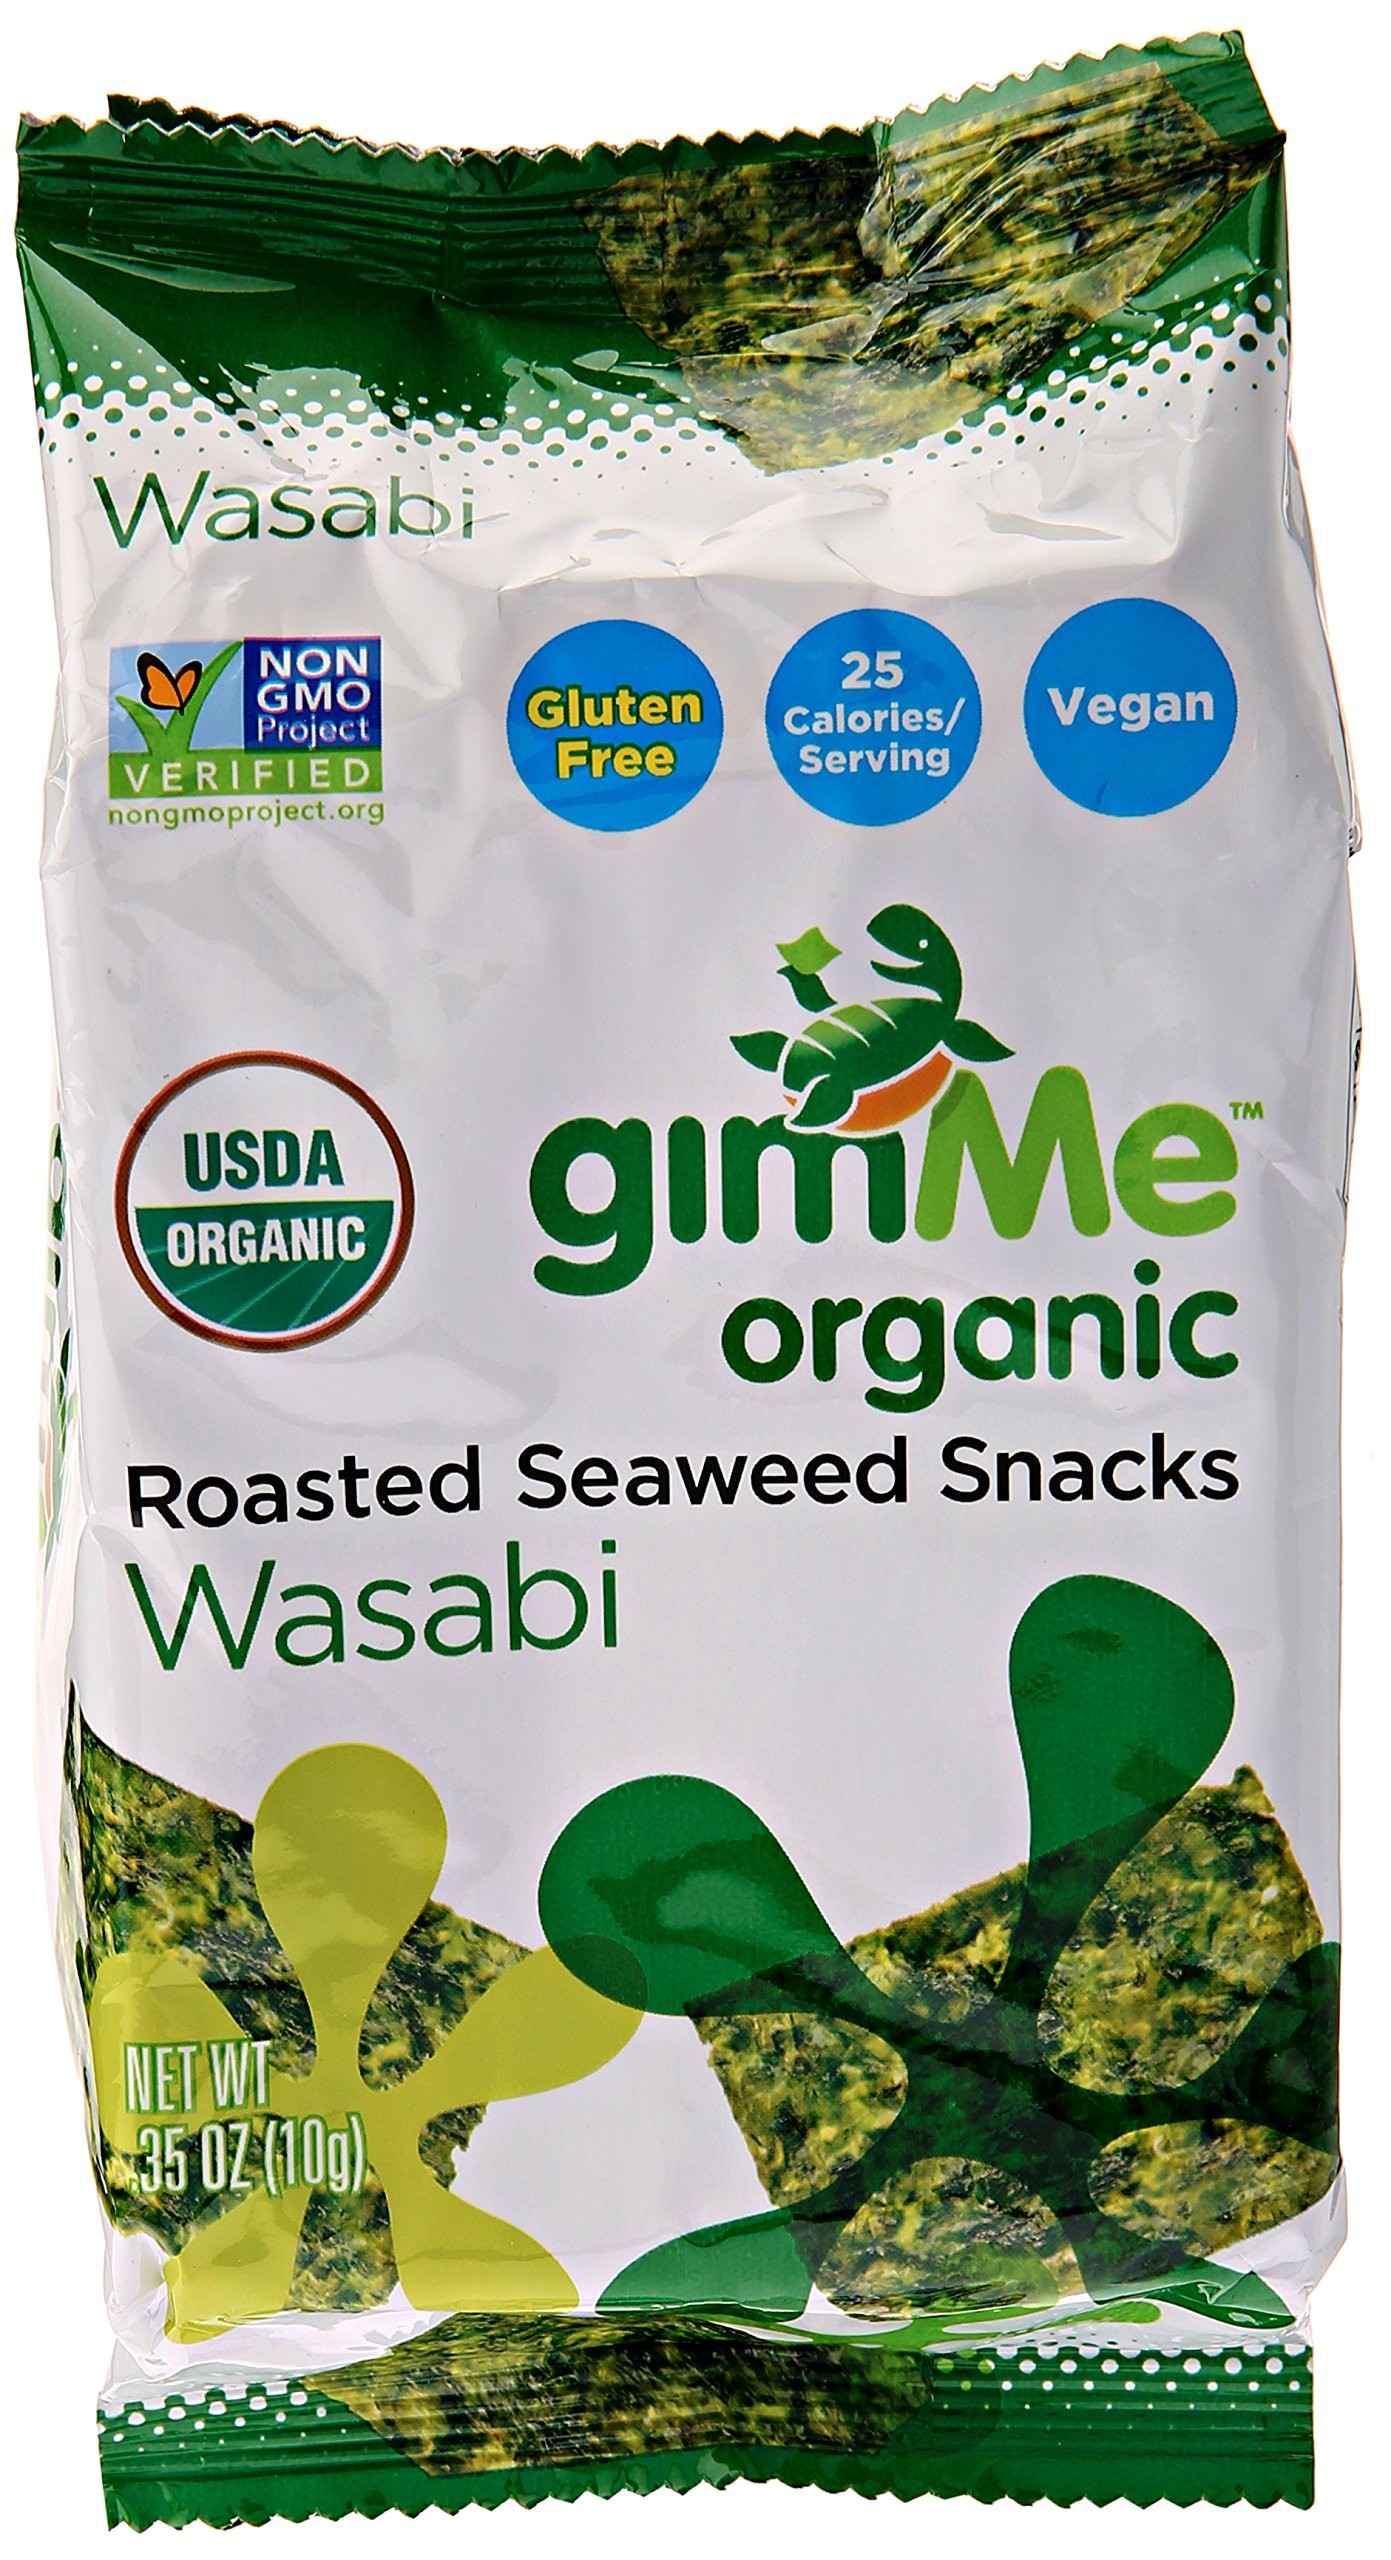 Wasabi
NON
GMO
Project
VERIFIED
nongmoproject.org
Gluten
Free
25
Calories/
Serving
Vegan
USDA
ORGANIC
gimMe™
organic
Roasted Seaweed Snacks
Wasabi
NET WT
.35 OZ (10g)